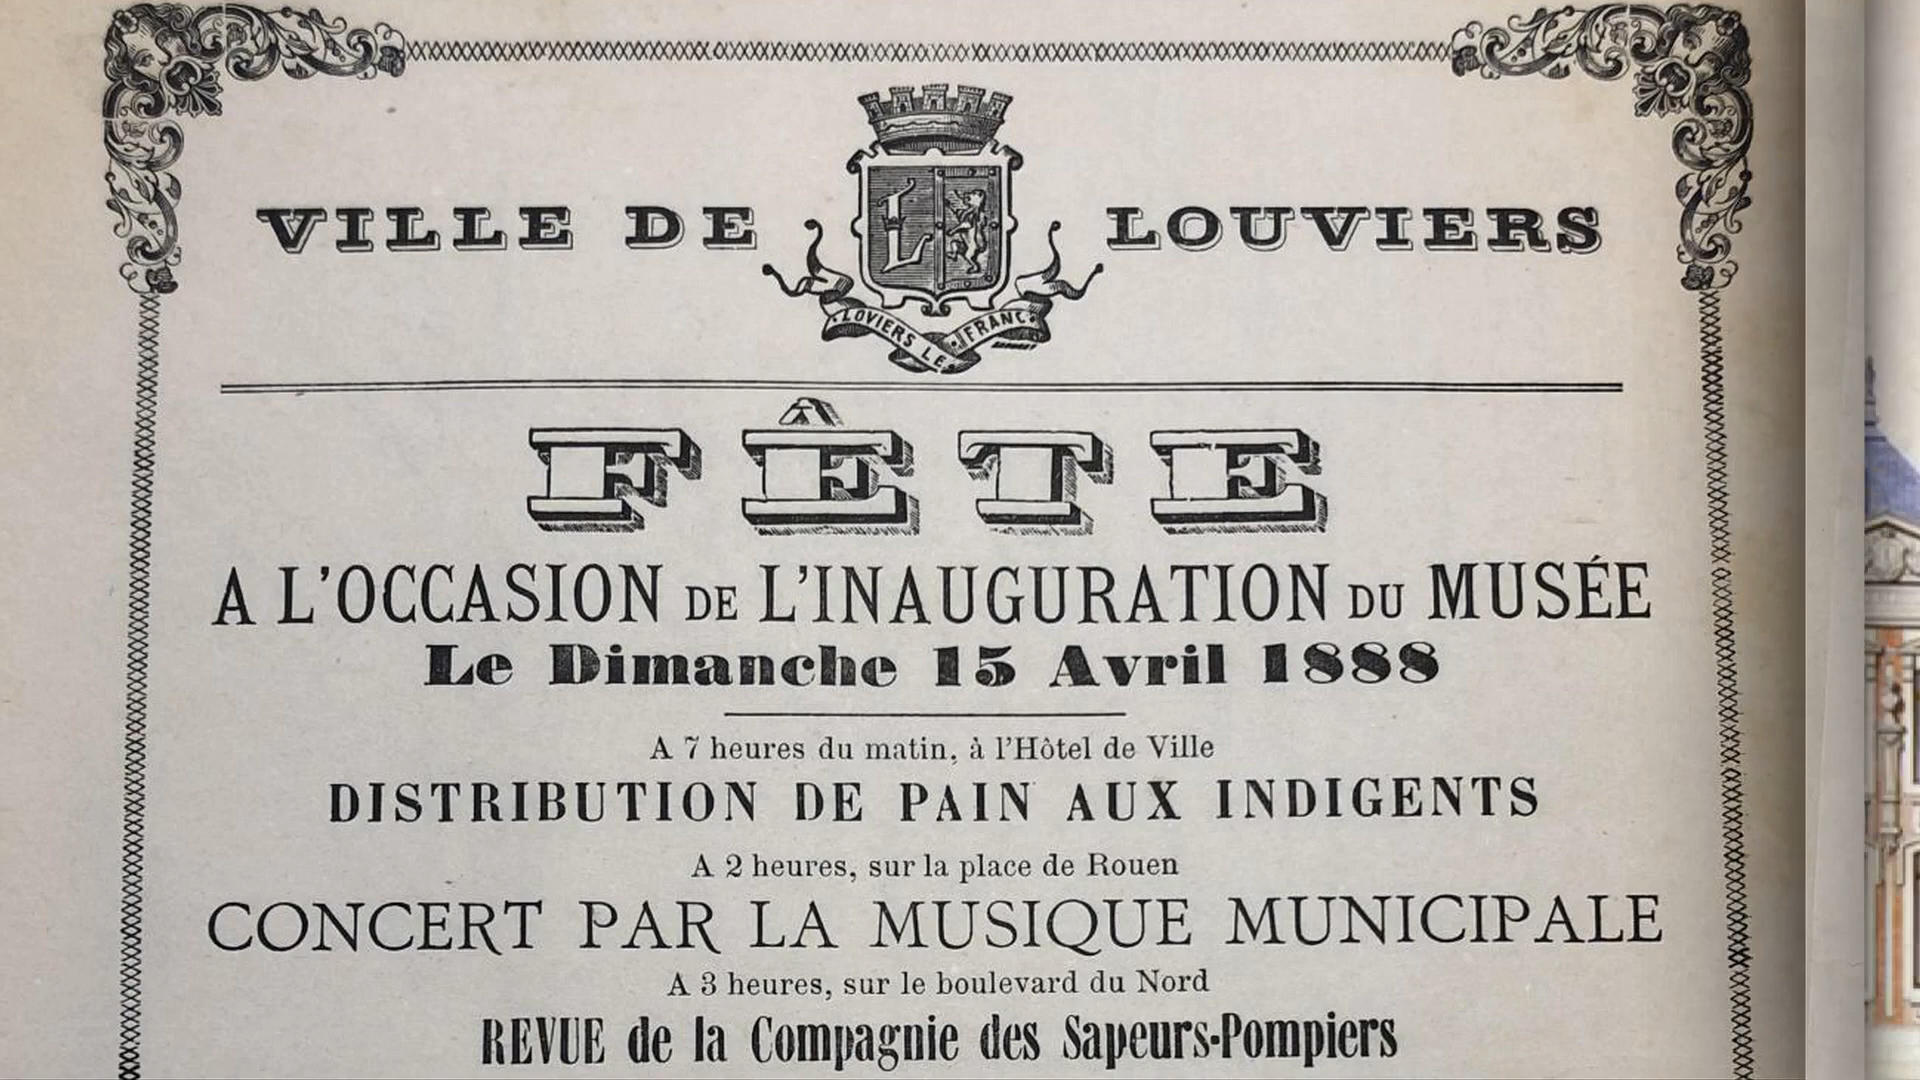 VILLE DE LOUVIERS
L
LOVIERS LE FRANC
FÊTE
A L'OCCASION DE L'INAUGURATION DU MUSÉE
Le Dimanche 15 Avril 1888
A 7 heures du matin, à l'Hôtel de Ville
DISTRIBUTION DE PAIN AUX INDIGENTS
A 2 heures, sur la place de Rouen
CONCERT PAR LA MUSIQUE MUNICIPALE
A 3 heures, sur le boulevard du Nord
REVUE de la Compagnie des Sapeurs-Pompiers